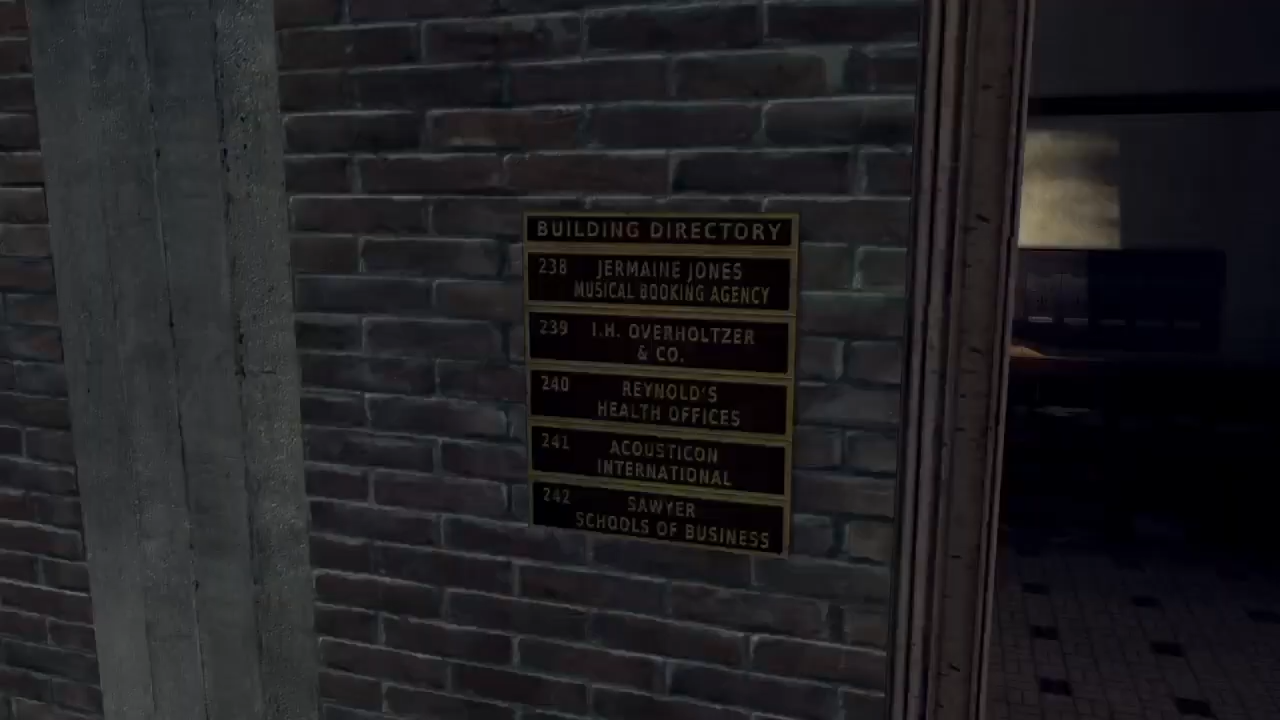 BUILDING DIRECTORY
238 JERMAINE JONES
MUSICAL BOOKING AGENCY
239 I.H. OVERHOLTZER
& CO.
240 REYNOLD'S
HEALTH OFFICES
241 ACOUSTICON
INTERNATIONAL
242 SAWYER
SCHOOLS OF BUSINESS